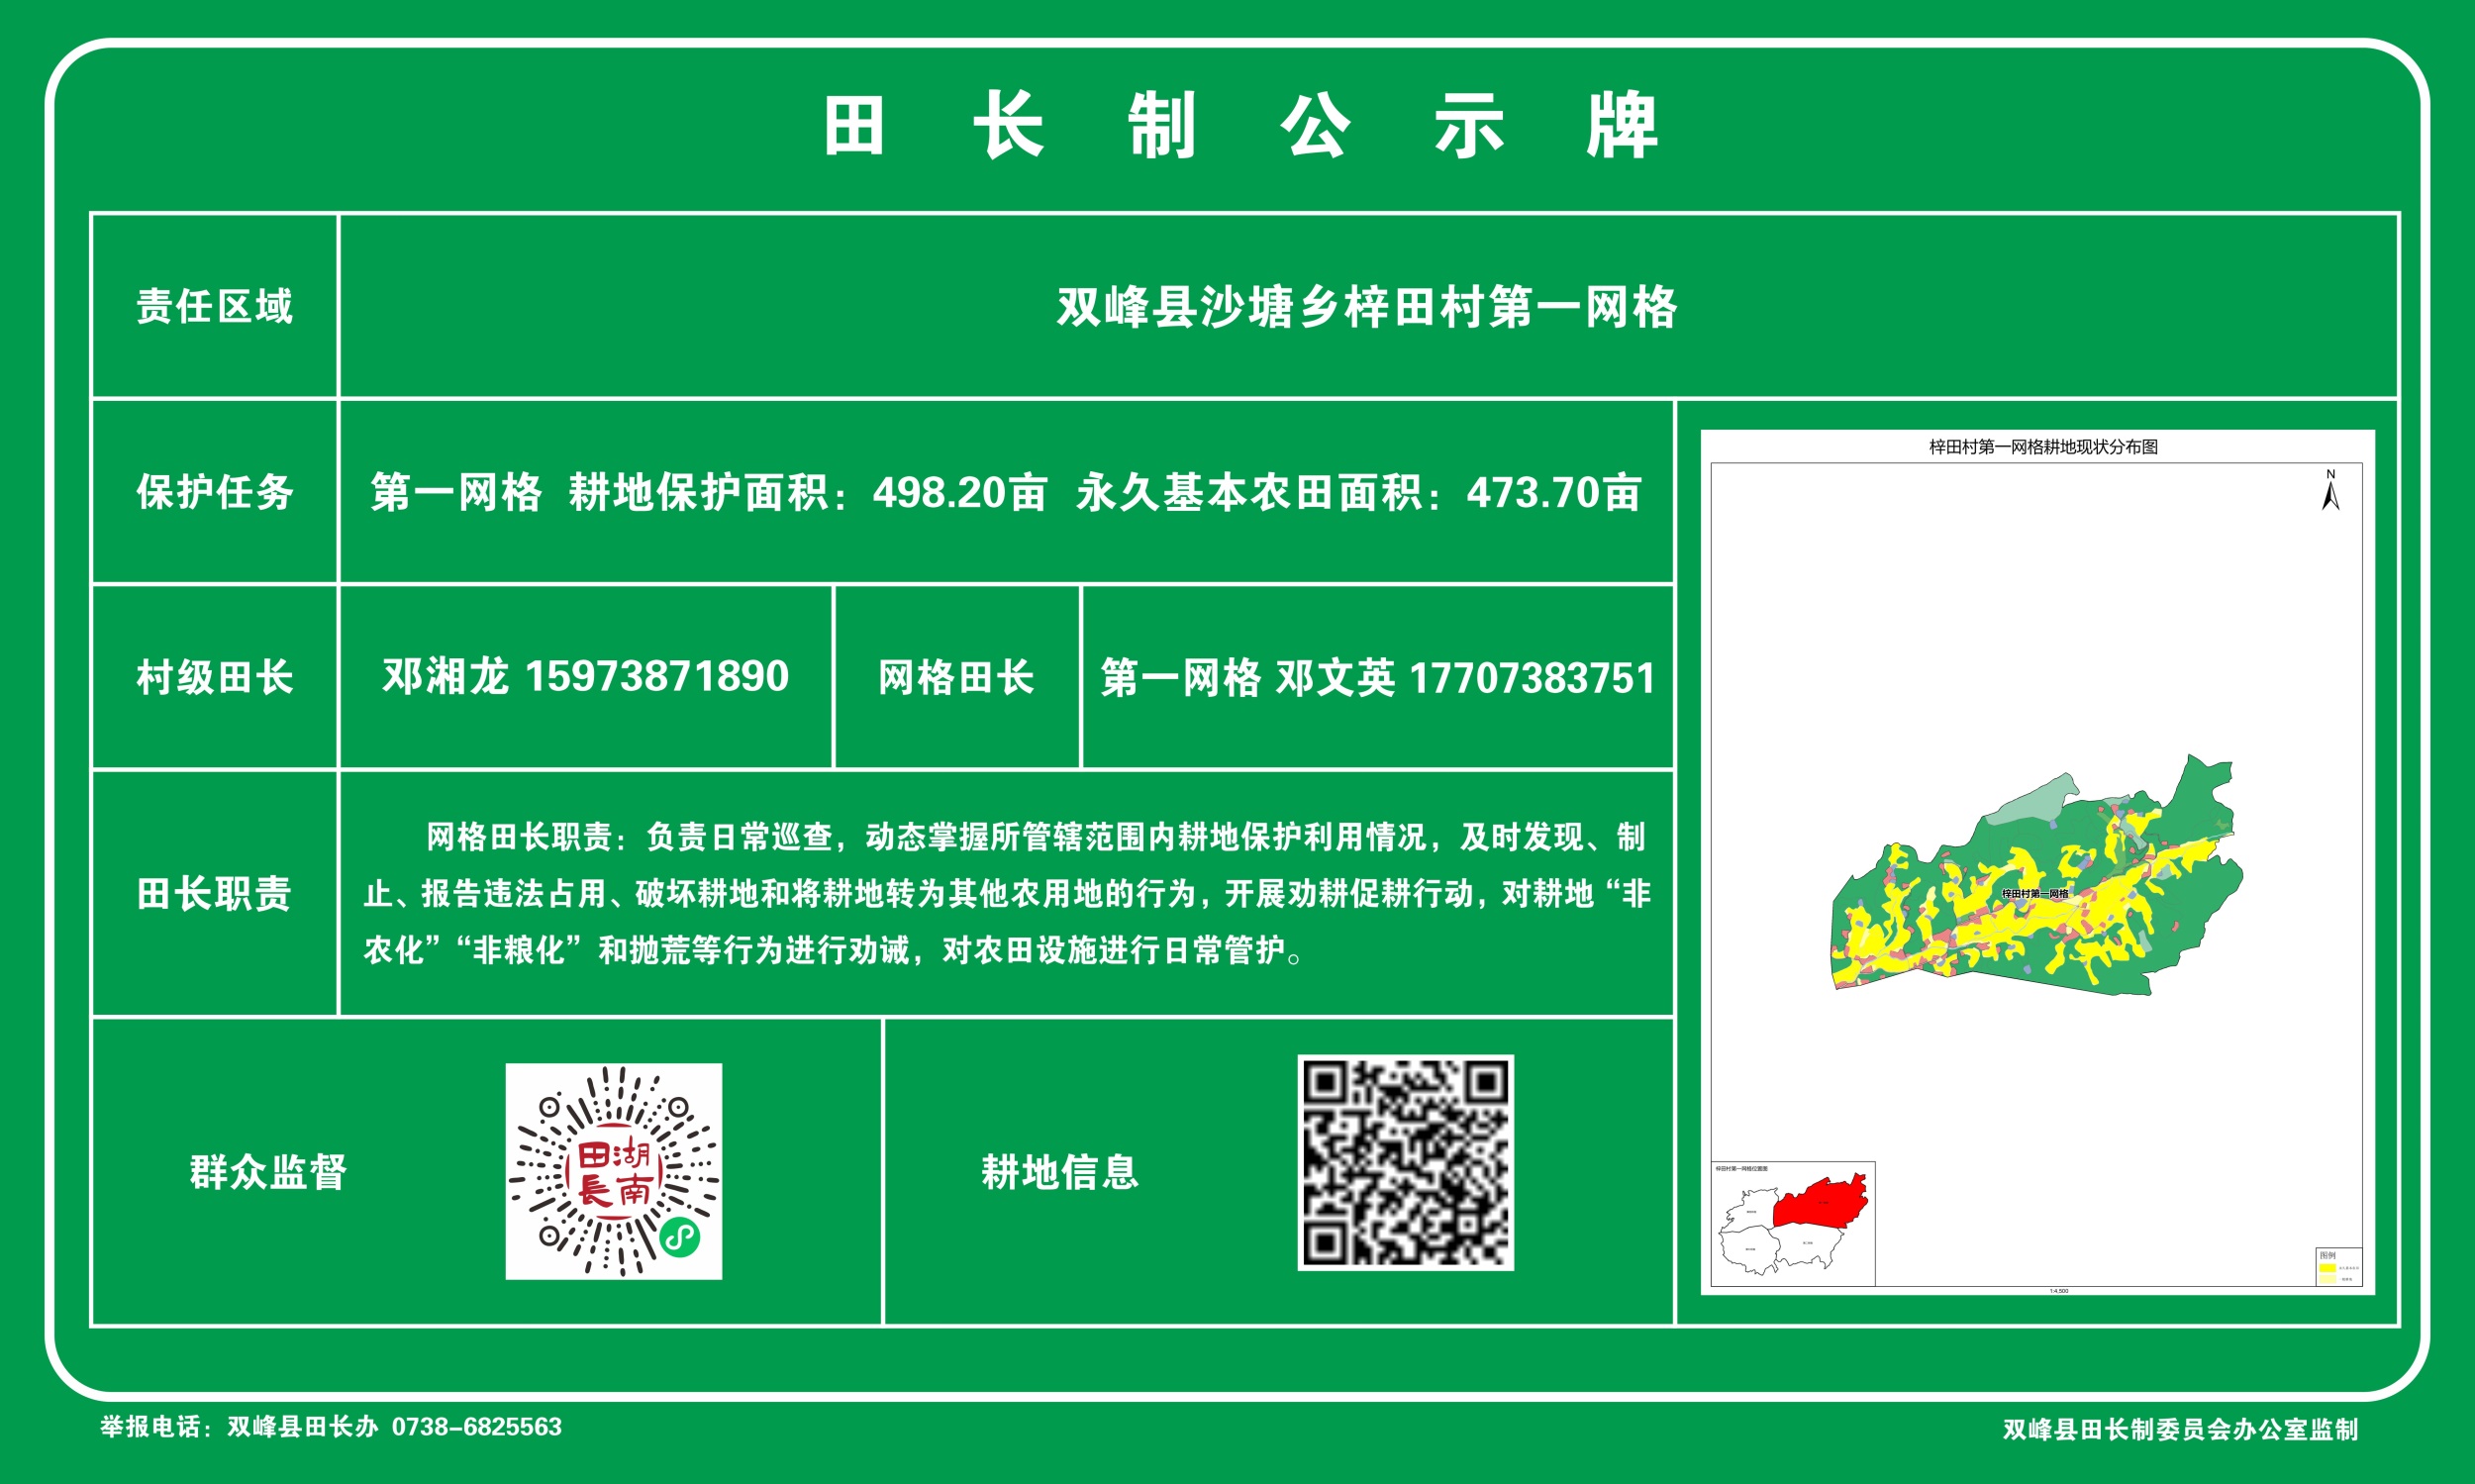 田长制公示牌
责任区域
双峰县沙塘乡梓田村第一网格
保护任务
第一网格 耕地保护面积：498.20亩 永久基本农田面积：473.70亩
村级田长
邓湘龙 15973871890
网格田长
第一网格 邓文英 17707383751
田长职责
网格田长职责：负责日常巡查，动态掌握所管辖范围内耕地保护利用情况，及时发现、制
止、报告违法占用、破坏耕地和将耕地转为其他农用地的行为，开展劝耕促耕行动，对耕地“非
农化”“非粮化”和抛荒等行为进行劝诫，对农田设施进行日常管护。
群众监督
田湖
長南
耕地信息
梓田村第一网格耕地现状分布图
N
梓田村第一网格
梓田村第一网格位置图
图例
1:4,500
举报电话：双峰县田长办 0738-6825563
双峰县田长制委员会办公室监制